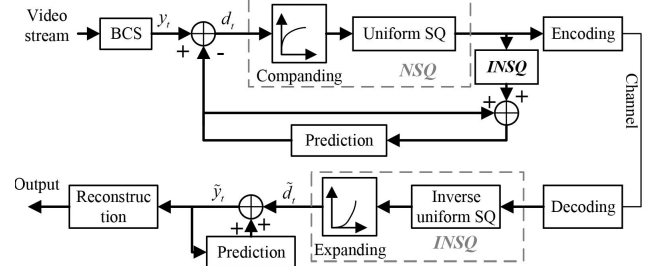 Video
stream
BCS
y_t
d_t
+
-
Companding
Uniform SQ
NSQ
INSQ
Encoding
+ +
Prediction
Channel
Output
Reconstruc
tion
ỹ_t
+
+
Prediction
d̃_t
Expanding
Inverse
uniform SQ
INSQ
Decoding